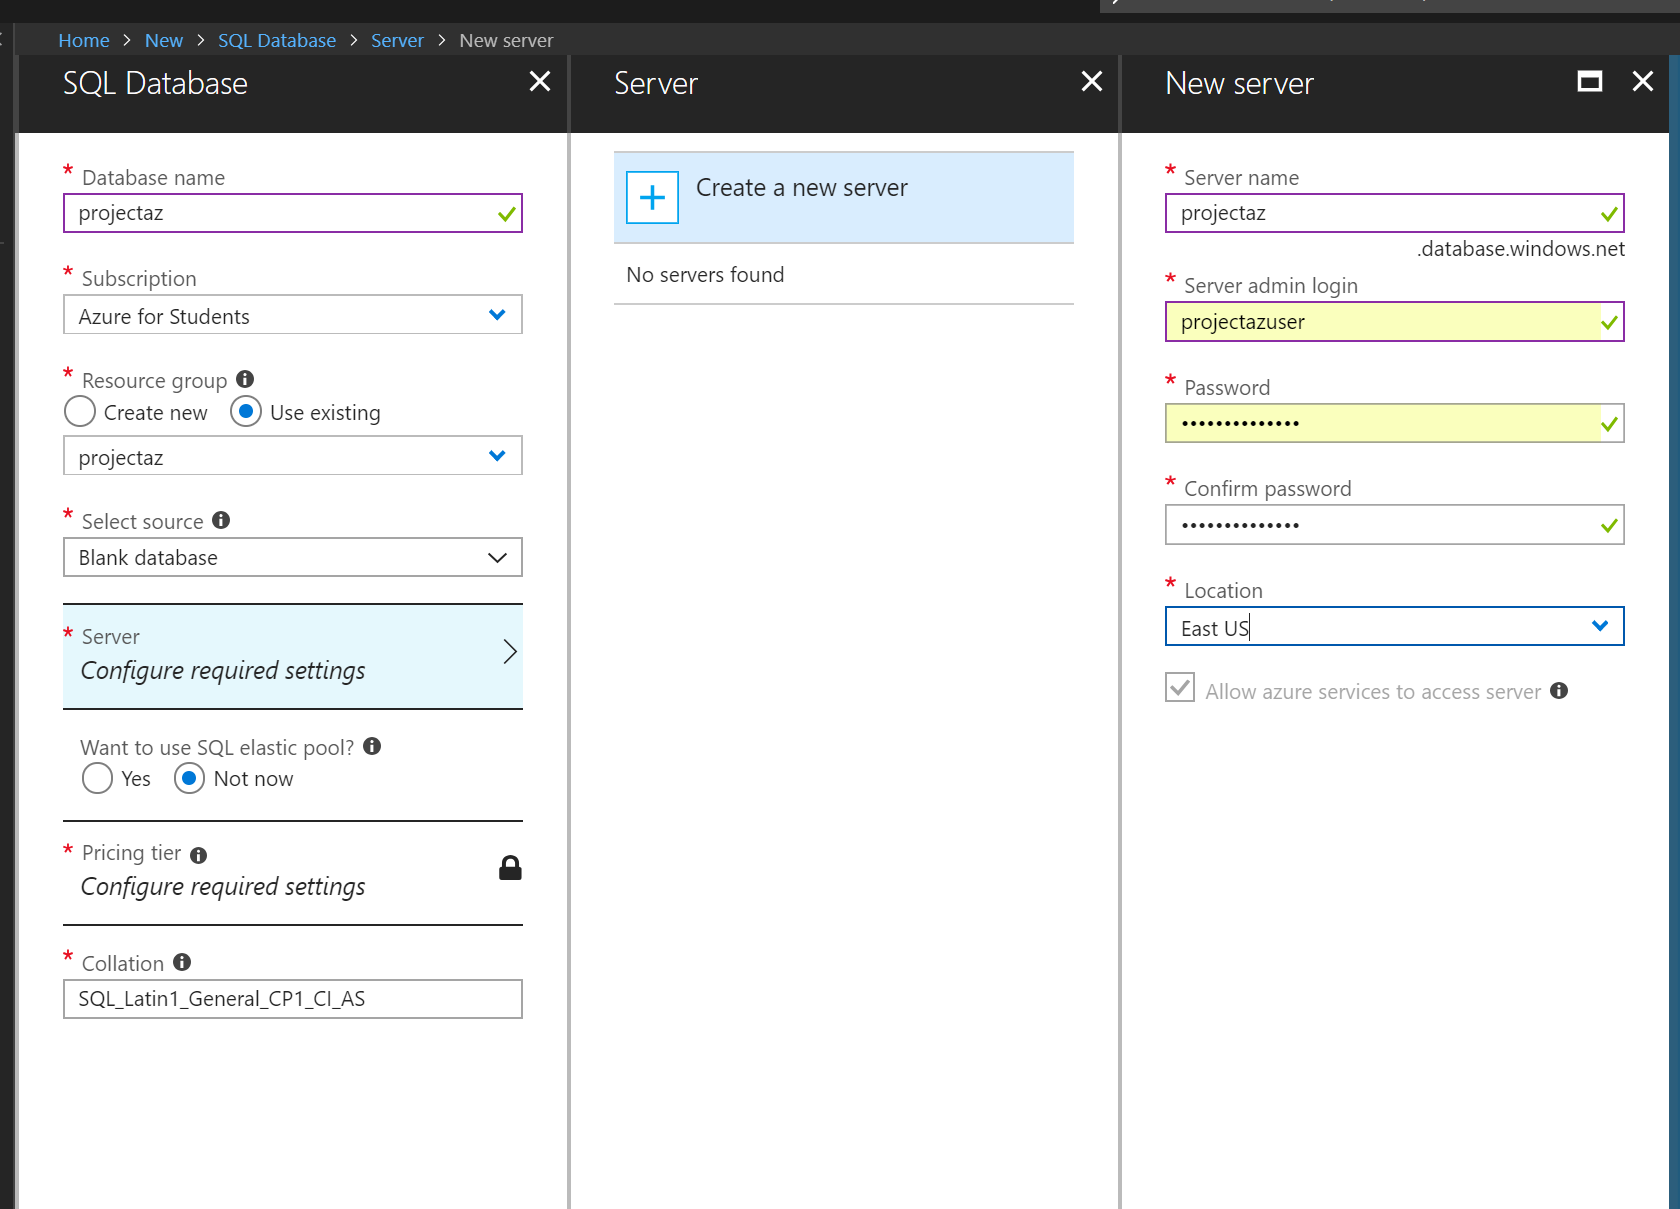 Home > New > SQL Database > Server > New server
SQL Database
* Database name
projectaz
* Subscription
Azure for Students
* Resource group
Create new
Use existing
projectaz
* Select source
Blank database
* Server
Configure required settings
Want to use SQL elastic pool?
Yes
Not now
* Pricing tier
Configure required settings
* Collation
SQL_Latin1_General_CP1_CI_AS
Server
Create a new server
No servers found
New server
* Server name
projectaz
.database.windows.net
* Server admin login
projectazuser
* Password
••••••••••••••
* Confirm password
••••••••••••••
* Location
East US
Allow azure services to access server